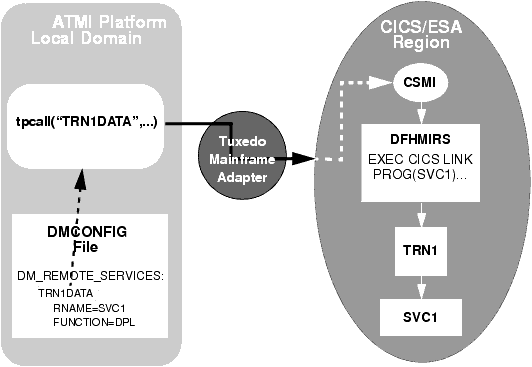 ATMI Platform
Local Domain
tpcall(“TRN1DATA”,...)
DMCONFIG
File
DM_REMOTE_SERVICES:
TRN1DATA
RNAME=SVC1
FUNCTION=DPL
Tuxedo
Mainframe
Adapter
CICS/ESA
Region
CSMI
DFHMIRS
EXEC CICS LINK
PROG(SVC1)...
TRN1
SVC1